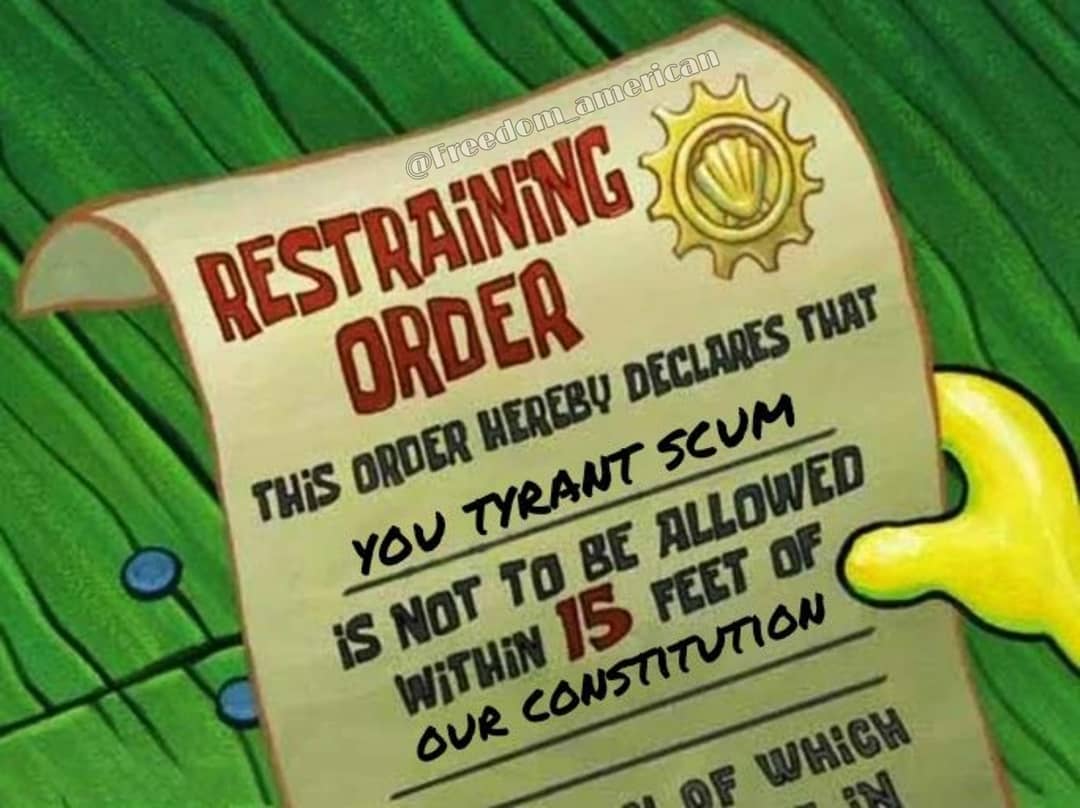 @Freedom_american
RESTRAiNiNG
ORDER
THiS ORDER HEREBY DECLARES THAT
YOU TYRANT SCUM
iS NOT TO BE ALLOWED
WiTHiN 15 FEET OF
OUR CONSTITUTION
OF WHiCH
iN